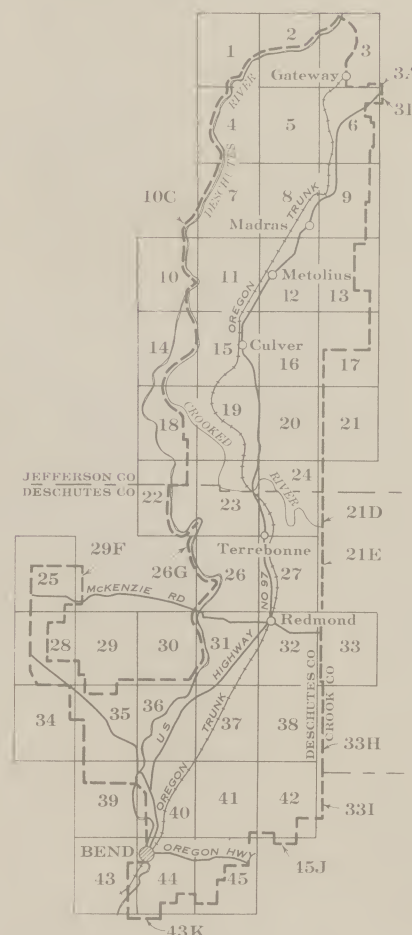 2
1
3
3A
Gateway
31
RIVER
4
5
6
DESCHUTES
7
8
9
10C
TRUNK
Madras
10
11
Metolius
12
13
OREGON
14
15
Culver
16
17
18
19
20
21
CROOKED
24
JEFFERSON CO
DESCHUTES CO
22
23
RIVER
21D
Terrebonne
21E
29F
25
26G
26
27
McKENZIE RD
NO 97
Redmond
28
29
30
31
32
33
HIGHWAY
DESCHUTES CO
CROOK CO
34
35
36
U S
TRUNK
37
38
33H
39
OREGON
40
41
42
33I
BEND
OREGON HWY
43
44
45
45J
43K